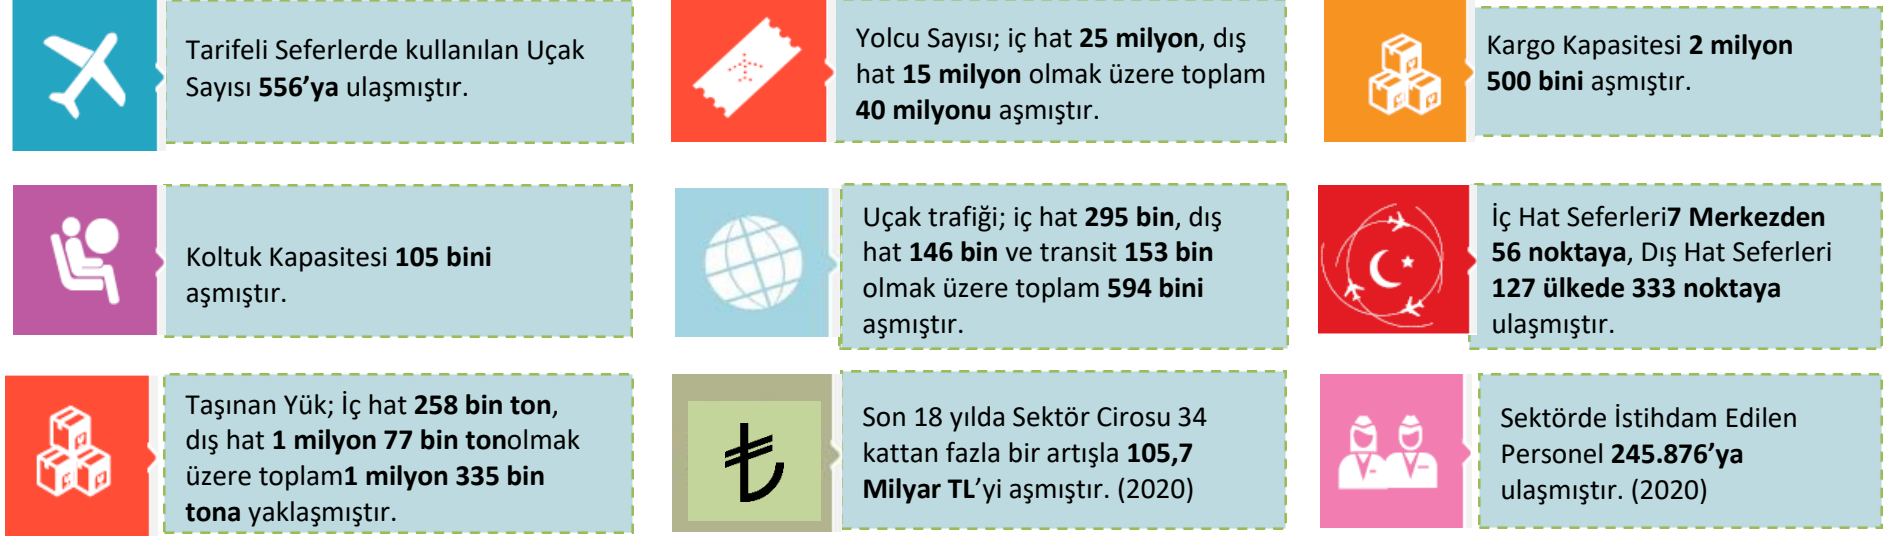 Tarifeli Seferlerde kullanılan Uçak
Sayısı 556’ya ulaşmıştır.
Yolcu Sayısı; iç hat 25 milyon, dış
hat 15 milyon olmak üzere toplam
40 milyonu aşmıştır.
Kargo Kapasitesi 2 milyon
500 bini aşmıştır.
Koltuk Kapasitesi 105 bini
aşmıştır.
Uçak trafiği; iç hat 295 bin, dış
hat 146 bin ve transit 153 bin
olmak üzere toplam 594 bini
aşmıştır.
İç Hat Seferleri7 Merkezden
56 noktaya, Dış Hat Seferleri
127 ülkede 333 noktaya
ulaşmıştır.
Taşınan Yük; İç hat 258 bin ton,
dış hat 1 milyon 77 bin tonolmak
üzere toplam1 milyon 335 bin
tona yaklaşmıştır.
₺
Son 18 yılda Sektör Cirosu 34
kattan fazla bir artışla 105,7
Milyar TL’yi aşmıştır. (2020)
Sektörde İstihdam Edilen
Personel 245.876’ya
ulaşmıştır. (2020)